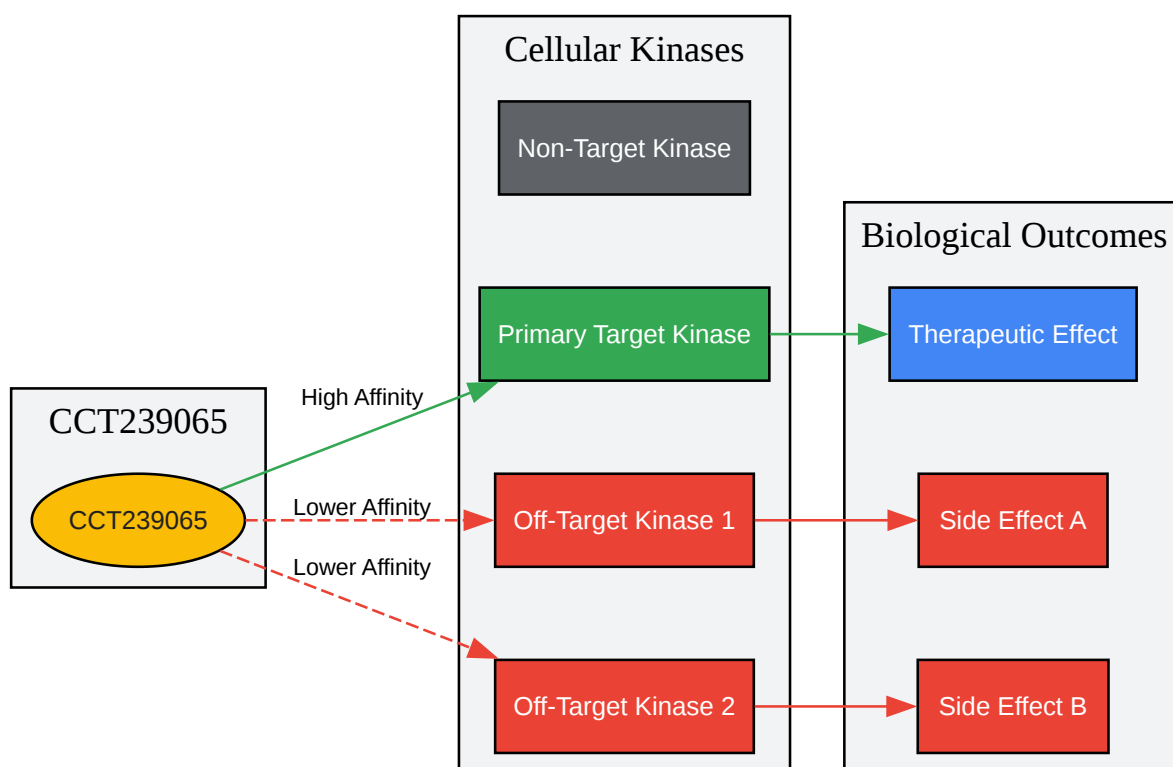 Cellular Kinases
Non-Target Kinase
Biological Outcomes
Primary Target Kinase
Therapeutic Effect
High Affinity
CCT239065
CCT239065
Lower Affinity
Off-Target Kinase 1
Side Effect A
Lower Affinity
Off-Target Kinase 2
Side Effect B